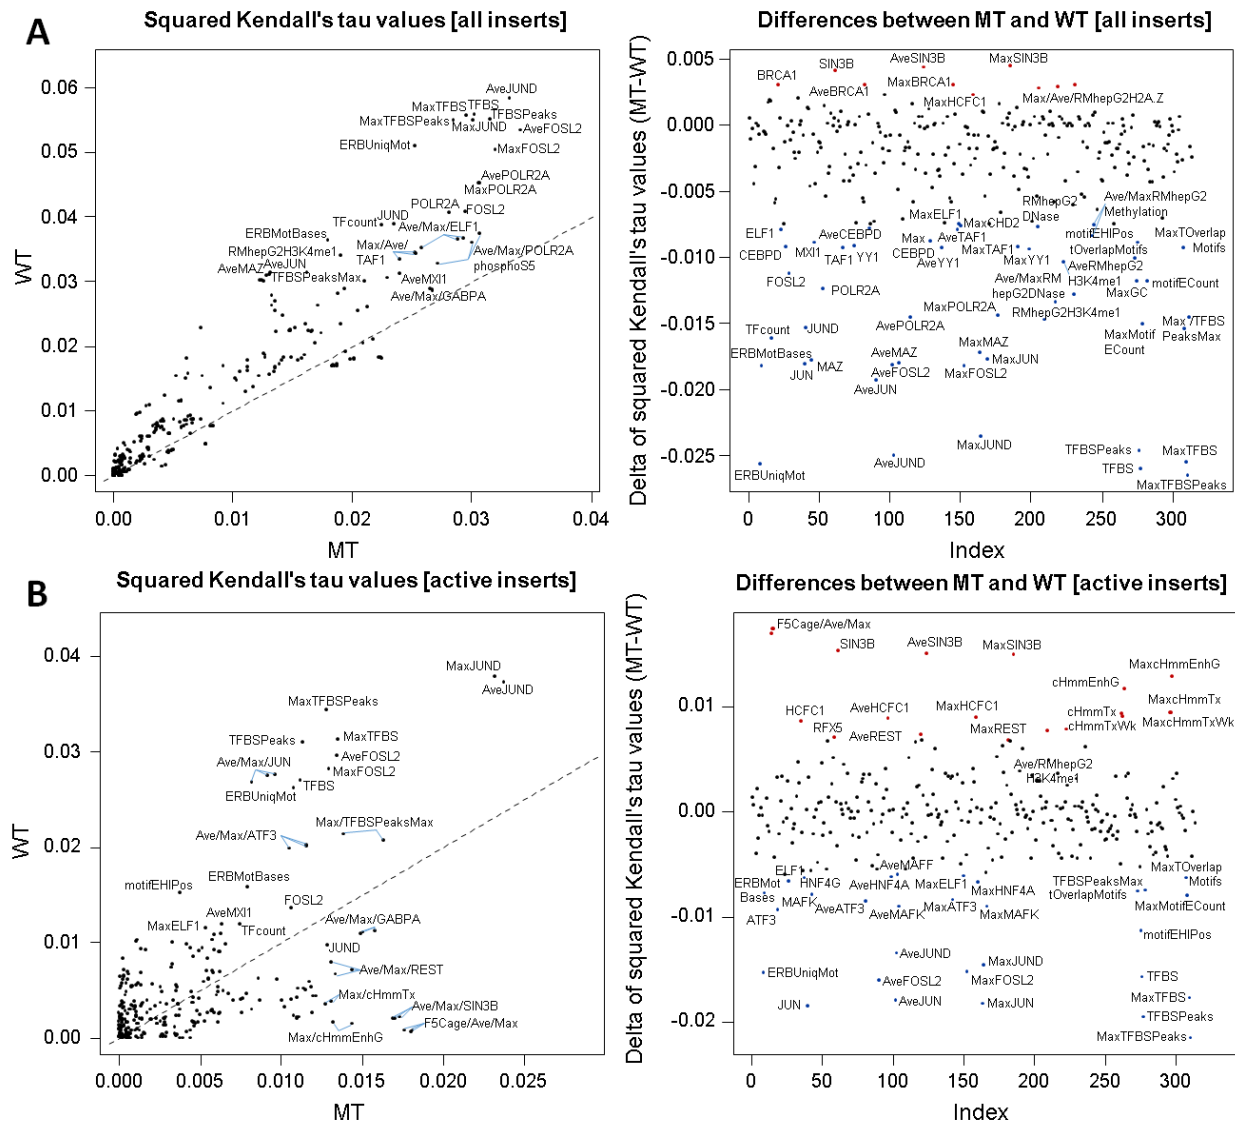 A
Squared Kendall's tau values [all inserts]
WT
0.06
0.05
0.04
0.03
0.02
0.01
0.00
AveJUND
MaxTFBS
TFBS
MaxTFBSPeaks
TFBSPeaks
MaxJUND
AveFOSL2
ERBUniqMot
MaxFOSL2
AvePOLR2A
MaxPOLR2A
POLR2A
FOSL2
TFcount
JUND
Ave/Max/ELF1
ERBMotBases
Max/Ave/
TAF1
RMhepG2H3K4me1
Ave/Max/POLR2A
phosphoS5
AveMAZ
AveJUN
TFBSPeaksMax
AveMXI1
Ave/Max/GABPA
0.00
0.01
0.02
0.03
0.04
MT
Differences between MT and WT [all inserts]
Delta of squared Kendall's tau values (MT-WT)
0.005
0.000
-0.005
-0.010
-0.015
-0.020
-0.025
BRCA1
SIN3B
AveSIN3B
MaxSIN3B
AveBRCA1
MaxBRCA1
MaxHCFC1
Max/Ave/RMhepG2H2A.Z
RMhepG2
DNase
Ave/MaxRMhepG2
Methylation
ELF1
CEBPD
MXI1
AveCEBPD
TAF1
YY1
MaxELF1
Max
CEBPD
AveTAF1
AveYY1
MaxCHD2
MaxTAF1
MaxYY1
motifEHIPos
tOverlapMotifs
MaxTOverlap
Motifs
AveRMhepG2
H3K4me1
Ave/MaxRM
hepG2DNase
MaxGC
motifECount
FOSL2
POLR2A
MaxPOLR2A
RMhepG2H3K4me1
AvePOLR2A
MaxMotif
ECount
Max7TFBS
PeaksMax
TFcount
JUND
ERBMotBases
JUN
MAZ
AveMAZ
AveFOSL2
AveJUN
MaxMAZ
MaxJUN
MaxFOSL2
MaxJUND
AveJUND
ERBUniqMot
TFBSPeaks
TFBS
MaxTFBS
MaxTFBSPeaks
0
50
100
150
200
250
300
Index
B
Squared Kendall's tau values [active inserts]
WT
0.04
0.03
0.02
0.01
0.00
MaxJUND
AveJUND
MaxTFBSPeaks
TFBSPeaks
MaxTFBS
Ave/Max/JUN
AveFOSL2
MaxFOSL2
ERBUniqMot
TFBS
Ave/Max/ATF3
Max/TFBSPeaksMax
motifEHIPos
ERBMotBases
FOSL2
AveMXI1
MaxELF1
TFcount
Ave/Max/GABPA
JUND
Ave/Max/REST
Max/cHmmTx
Ave/Max/SIN3B
F5Cage/Ave/Max
Max/cHmmEnhG
0.000
0.005
0.010
0.015
0.020
0.025
MT
Differences between MT and WT [active inserts]
Delta of squared Kendall's tau values (MT-WT)
0.01
0.00
-0.01
-0.02
F5Cage/Ave/Max
SIN3B
AveSIN3B
MaxSIN3B
MaxcHmmEnhG
cHmmEnhG
HCFC1
AveHCFC1
MaxHCFC1
cHmmTx
MaxcHmmTx
RFX5
AveREST
MaxREST
cHmmTxWk
MaxcHmmTxWk
Ave/RMhepG2
H3K4me1
ELF1
ERBMot
Bases
HNF4G
MAFK
ATF3
AveMAFF
AveHNF4A
AveATF3
AveMAFK
MaxELF1
MaxHNF4A
MaxATF3
MaxMAFK
TFBSPeaksMax
tOverlapMotifs
MaxTOverlap
Motifs
MaxMotifECount
motifEHIPos
AveJUND
ERBUniqMot
AveFOSL2
MaxJUND
MaxFOSL2
JUN
AveJUN
MaxJUN
TFBS
MaxTFBS
TFBSPeaks
MaxTFBSPeaks
0
50
100
150
200
250
300
Index